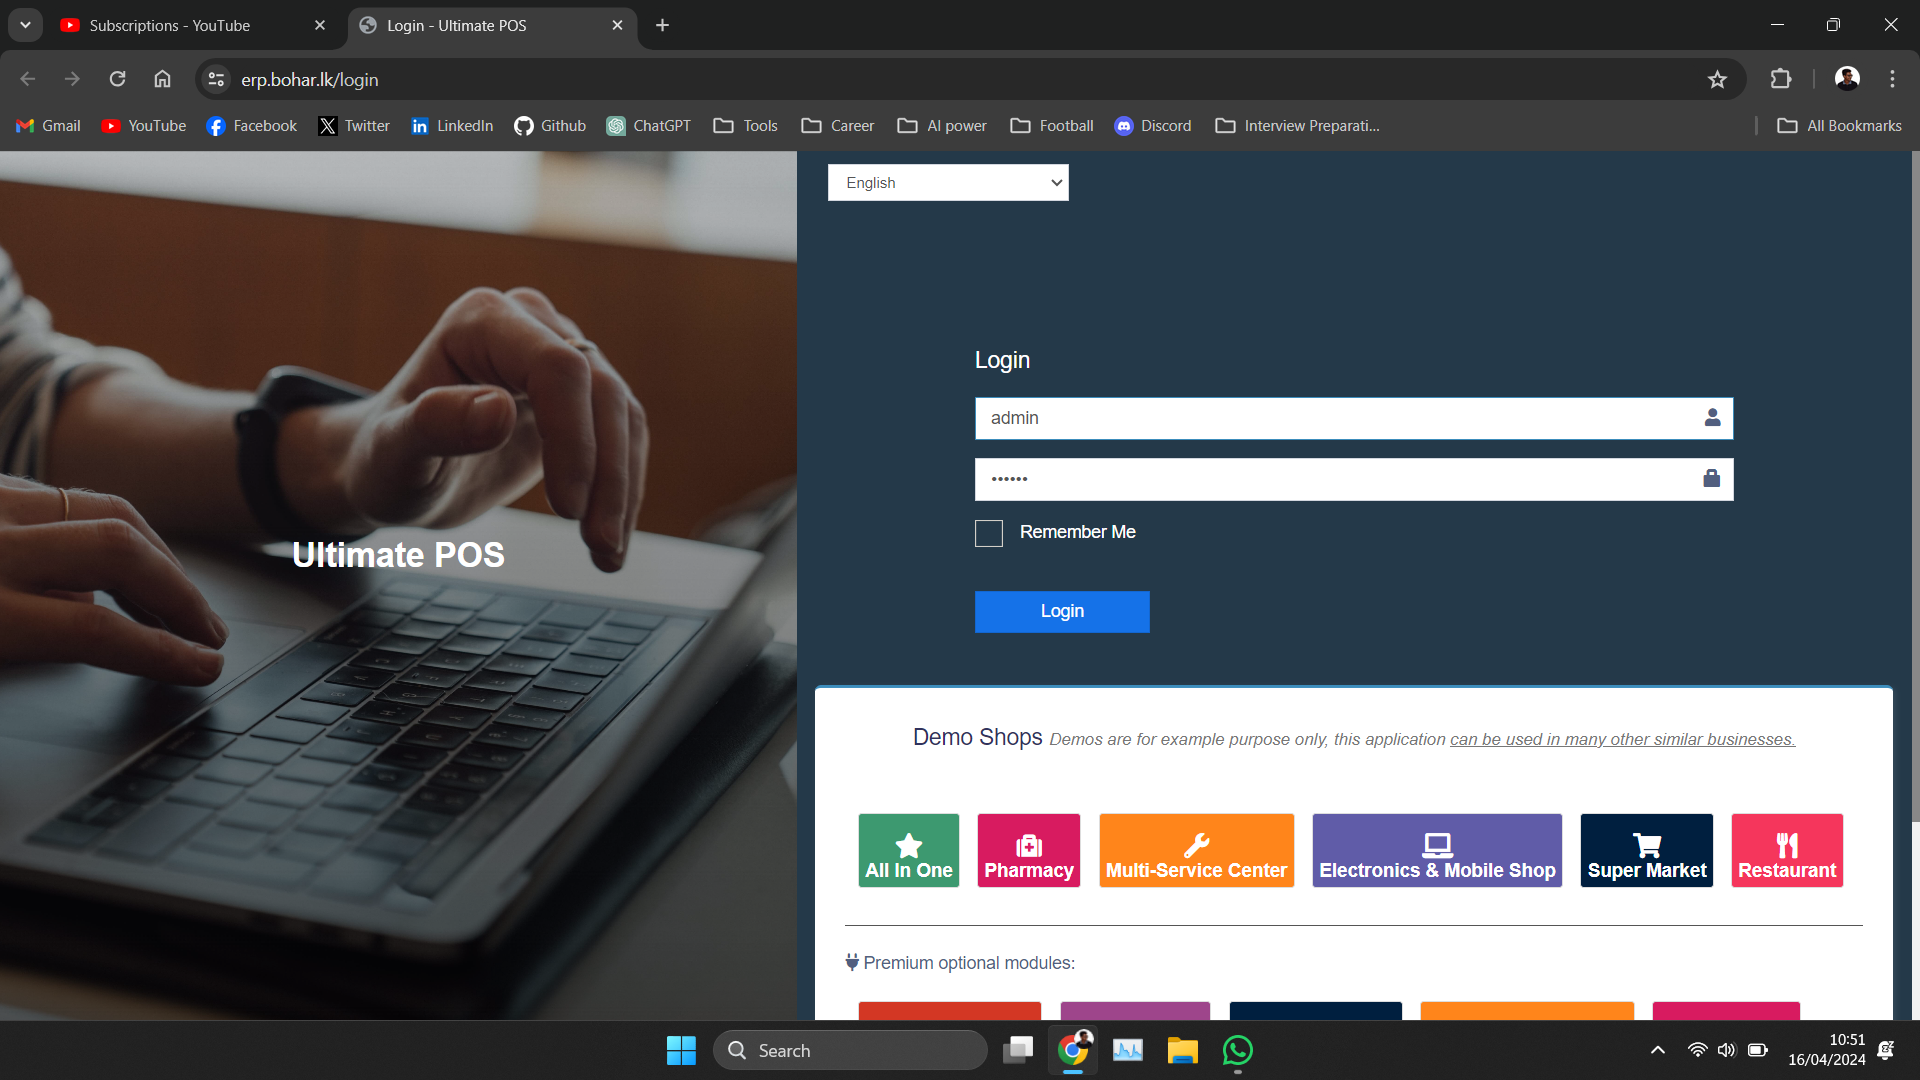 Subscriptions - YouTube
Login - Ultimate POS
erp.bohar.lk/login
Gmail YouTube Facebook Twitter LinkedIn Github ChatGPT Tools Career AI power Football Discord Interview Preparati... All Bookmarks
English
Login
admin
••••••
Remember Me
Login
Ultimate POS
Demo Shops Demos are for example purpose only, this application can be used in many other similar businesses.
All In One Pharmacy Multi-Service Center Electronics & Mobile Shop Super Market Restaurant
Premium optional modules:
Search
10:51
16/04/2024